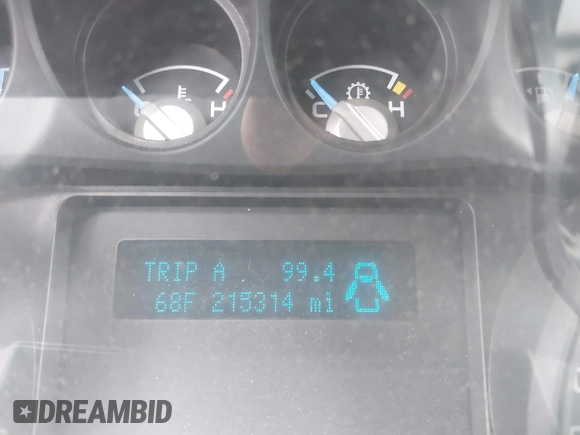 C H
C H
TRIP A 99.4
68F 215314 mi
DREAMBID